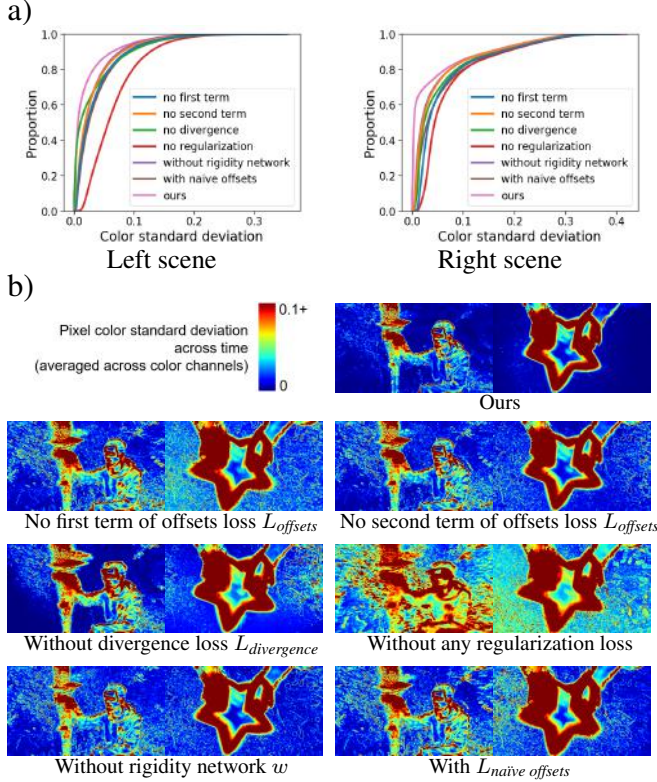 a)
1.0
0.8
0.6
0.4
0.2
0.0
Proportion
no first term
no second term
no divergence
no regularization
without rigidity network
with naive offsets
ours
0.0 0.1 0.2 0.3
Color standard deviation
Left scene
1.0
0.8
0.6
0.4
0.2
0.0
Proportion
no first term
no second term
no divergence
no regularization
without rigidity network
with naive offsets
ours
0.0 0.1 0.2 0.3 0.4
Color standard deviation
Right scene
b)
Pixel color standard deviation
across time
(averaged across color channels)
0.1+
0
Ours
No first term of offsets loss L_offsets
No second term of offsets loss L_offsets
Without divergence loss L_divergence
Without any regularization loss
Without rigidity network w
With L_naïve offsets